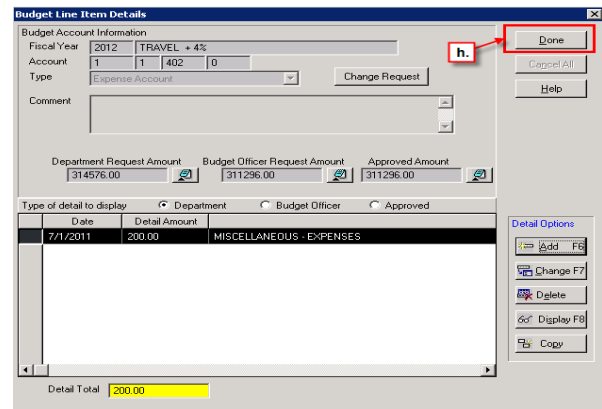 Budget Line Item Details
Budget Account Information
Fiscal Year 2012 TRAVEL + 4%
Account 1 1 402 0
Type Expense Account Change Request
Comment
Department Request Amount Budget Officer Request Amount Approved Amount
314576.00 311296.00 311296.00
h.
Done
Cancel All
Help
Type of detail to display Department Budget Officer Approved
Date Detail Amount
7/1/2011 200.00 MISCELLANEOUS - EXPENSES
Detail Options
Add F6
Change F7
Delete
Display F8
Copy
Detail Total 200.00